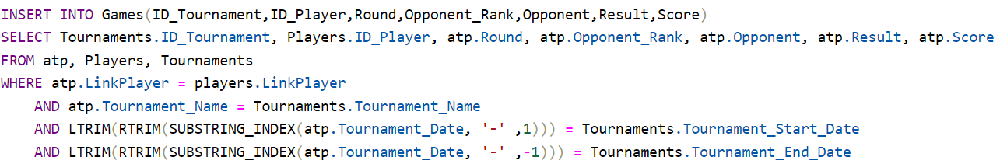 INSERT INTO Games(ID_Tournament,ID_Player,Round,Opponent_Rank,Opponent,Result,Score)
SELECT Tournaments.ID_Tournament, Players.ID_Player, atp.Round, atp.Opponent_Rank, atp.Opponent, atp.Result, atp.Score
FROM atp, Players, Tournaments
WHERE atp.LinkPlayer = players.LinkPlayer
    AND atp.Tournament_Name = Tournaments.Tournament_Name
    AND LTRIM(RTRIM(SUBSTRING_INDEX(atp.Tournament_Date, '-' ,1))) = Tournaments.Tournament_Start_Date
    AND LTRIM(RTRIM(SUBSTRING_INDEX(atp.Tournament_Date, '-' ,-1))) = Tournaments.Tournament_End_Date